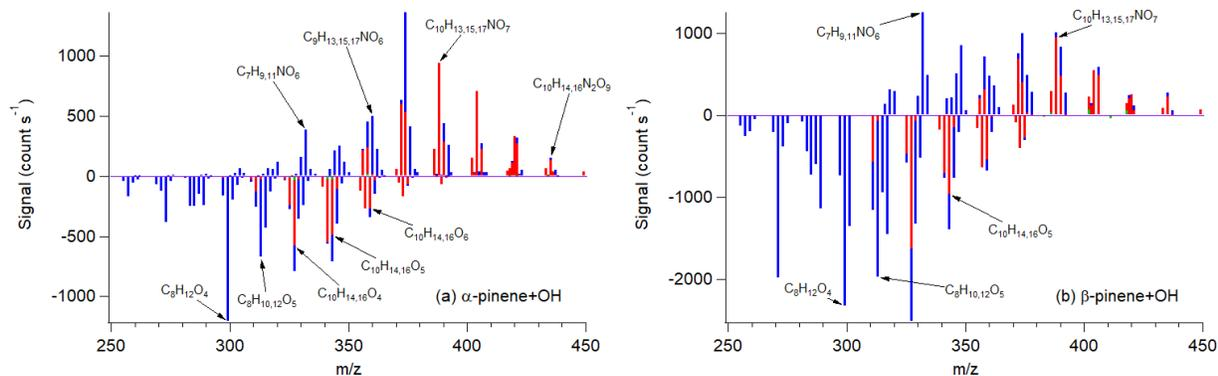 1000
500
0
-500
-1000
Signal (count s⁻¹)
C₇H₉,₁₁NO₆
C₉H₁₃,₁₅,₁₇NO₆
C₁₀H₁₃,₁₅,₁₇NO₇
C₁₀H₁₄,₁₆N₂O₉
C₁₀H₁₄,₁₆O₆
C₁₀H₁₄,₁₆O₅
C₁₀H₁₄,₁₆O₄
C₈H₁₀,₁₂O₅
C₈H₁₂O₄
(a) α-pinene+OH
250 300 350 400 450
m/z
1000
0
-1000
-2000
Signal (count s⁻¹)
C₇H₉,₁₁NO₆
C₁₀H₁₃,₁₅,₁₇NO₇
C₁₀H₁₄,₁₆O₅
C₈H₁₂O₄
C₈H₁₀,₁₂O₅
(b) β-pinene+OH
250 300 350 400 450
m/z